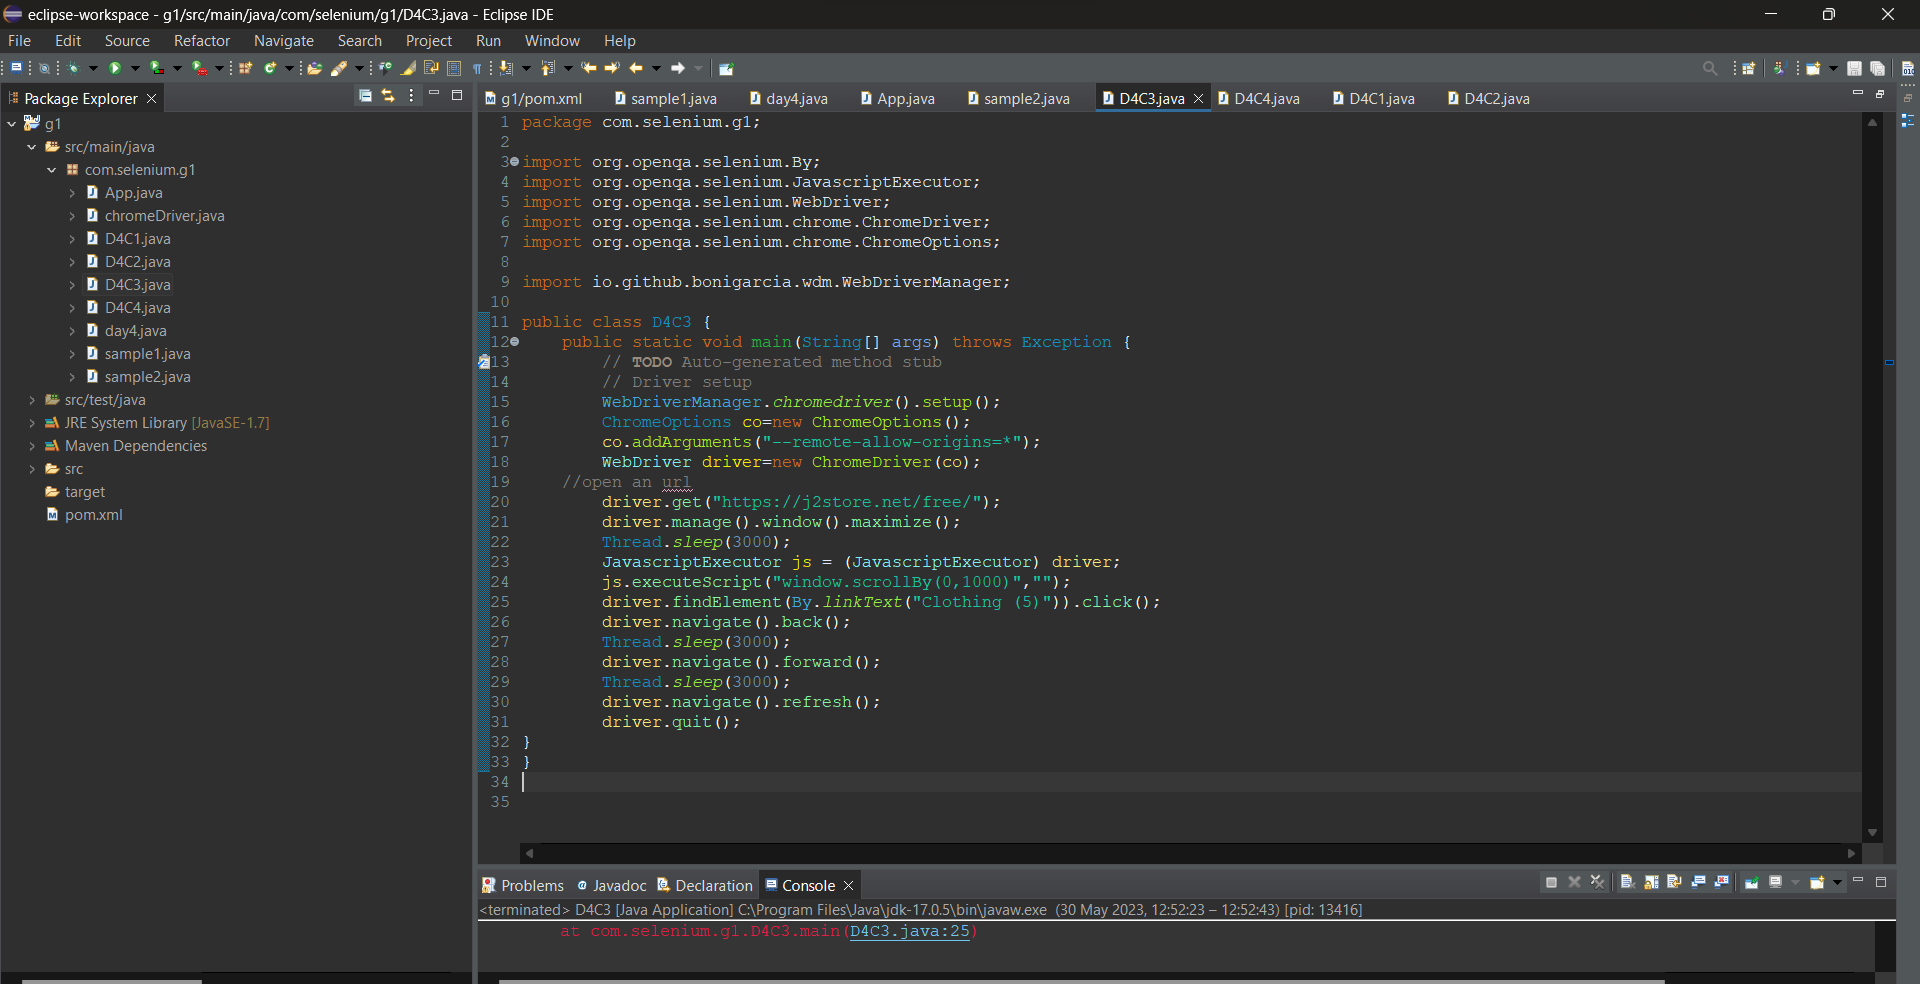 eclipse-workspace - g1/src/main/java/com/selenium/g1/D4C3.java - Eclipse IDE
File Edit Source Refactor Navigate Search Project Run Window Help
Package Explorer
g1
src/main/java
com.selenium.g1
App.java
chromeDriver.java
D4C1.java
D4C2.java
D4C3.java
D4C4.java
day4.java
sample1.java
sample2.java
src/test/java
JRE System Library [JavaSE-1.7]
Maven Dependencies
src
target
pom.xml
g1/pom.xml sample1.java day4.java App.java sample2.java D4C3.java D4C4.java D4C1.java D4C2.java
1 package com.selenium.g1;
2
3 import org.openqa.selenium.By;
4 import org.openqa.selenium.JavascriptExecutor;
5 import org.openqa.selenium.WebDriver;
6 import org.openqa.selenium.chrome.ChromeDriver;
7 import org.openqa.selenium.chrome.ChromeOptions;
8
9 import io.github.bonigarcia.wdm.WebDriverManager;
10
11 public class D4C3 {
12 public static void main(String[] args) throws Exception {
13 // TODO Auto-generated method stub
14 // Driver setup
15 WebDriverManager.chromedriver().setup();
16 ChromeOptions co=new ChromeOptions();
17 co.addArguments("--remote-allow-origins=*");
18 WebDriver driver=new ChromeDriver(co);
19 //open an url
20 driver.get("https://j2store.net/free/");
21 driver.manage().window().maximize();
22 Thread.sleep(3000);
23 JavascriptExecutor js = (JavascriptExecutor) driver;
24 js.executeScript("window.scrollBy(0,1000)","");
25 driver.findElement(By.linkText("Clothing (5)")).click();
26 driver.navigate().back();
27 Thread.sleep(3000);
28 driver.navigate().forward();
29 Thread.sleep(3000);
30 driver.navigate().refresh();
31 driver.quit();
32 }
33 }
34
35
Problems Javadoc Declaration Console
<terminated> D4C3 [Java Application] C:\Program Files\Java\jdk-17.0.5\bin\javaw.exe (30 May 2023, 12:52:23 – 12:52:43) [pid: 13416]
at com.selenium.g1.D4C3.main(D4C3.java:25)